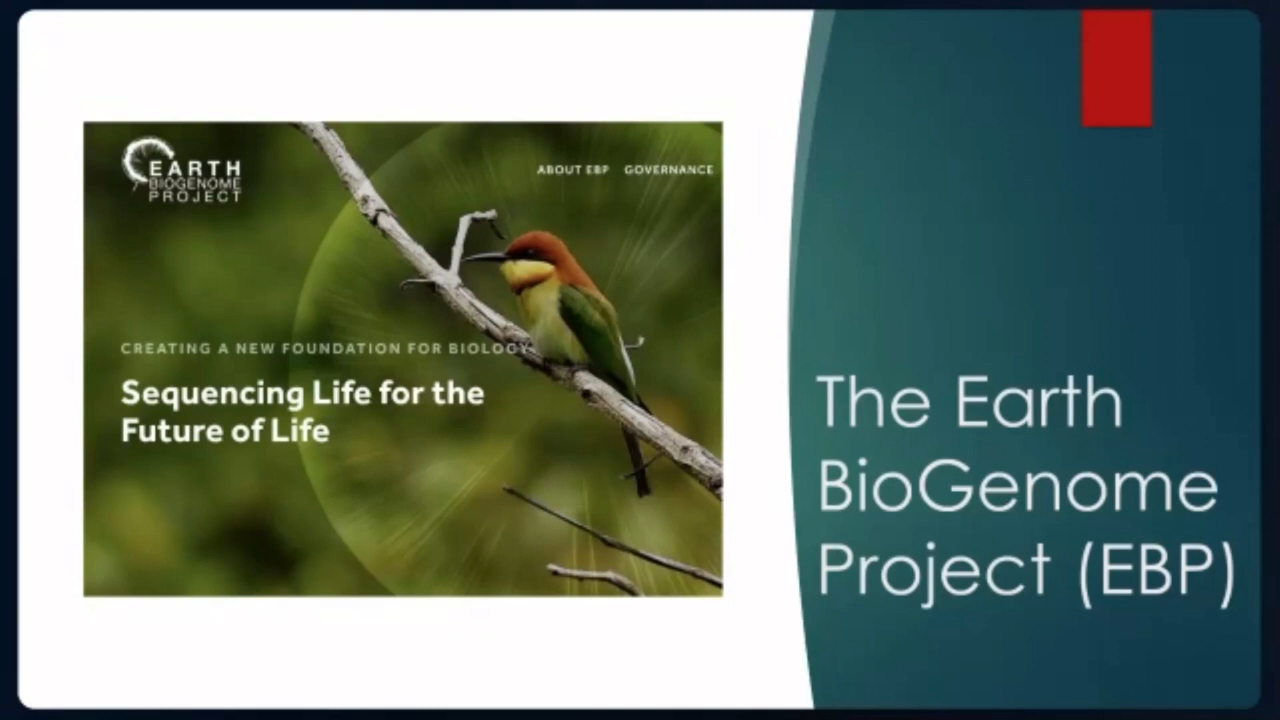 EARTH
BIOGENOME
PROJECT
ABOUT EBP GOVERNANCE
CREATING A NEW FOUNDATION FOR BIOLOGY
Sequencing Life for the
Future of Life
The Earth
BioGenome
Project (EBP)